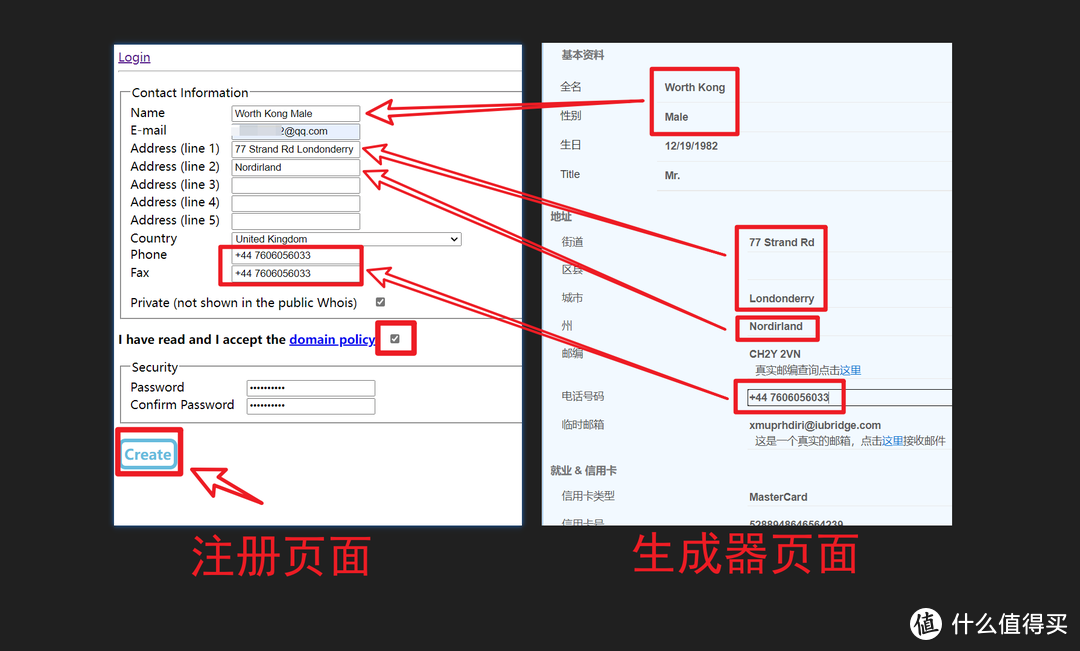 Login
Contact Information
Name
Worth Kong Male
E-mail
2@qq.com
Address (line 1)
77 Strand Rd Londonderry
Address (line 2)
Nordirland
Address (line 3)
Address (line 4)
Address (line 5)
Country
United Kingdom
Phone
+44 7606056033
Fax
+44 7606056033
Private (not shown in the public Whois)
I have read and I accept the domain policy
Security
Password
••••••••••
Confirm Password
••••••••••
Create
注册页面
基本资料
全名
Worth Kong
性别
Male
生日
12/19/1982
Title
Mr.
地址
街道
77 Strand Rd
区县
城市
Londonderry
州
Nordirland
邮编
CH2Y 2VN
真实邮编查询点击这里
电话号码
+44 7606056033
临时邮箱
xmuprhdiri@iubridge.com
这是一个真实的邮箱，点击这里接收邮件
就业 & 信用卡
信用卡类型
MasterCard
信用卡号
5288948646564239
生成器页面
值 什么值得买